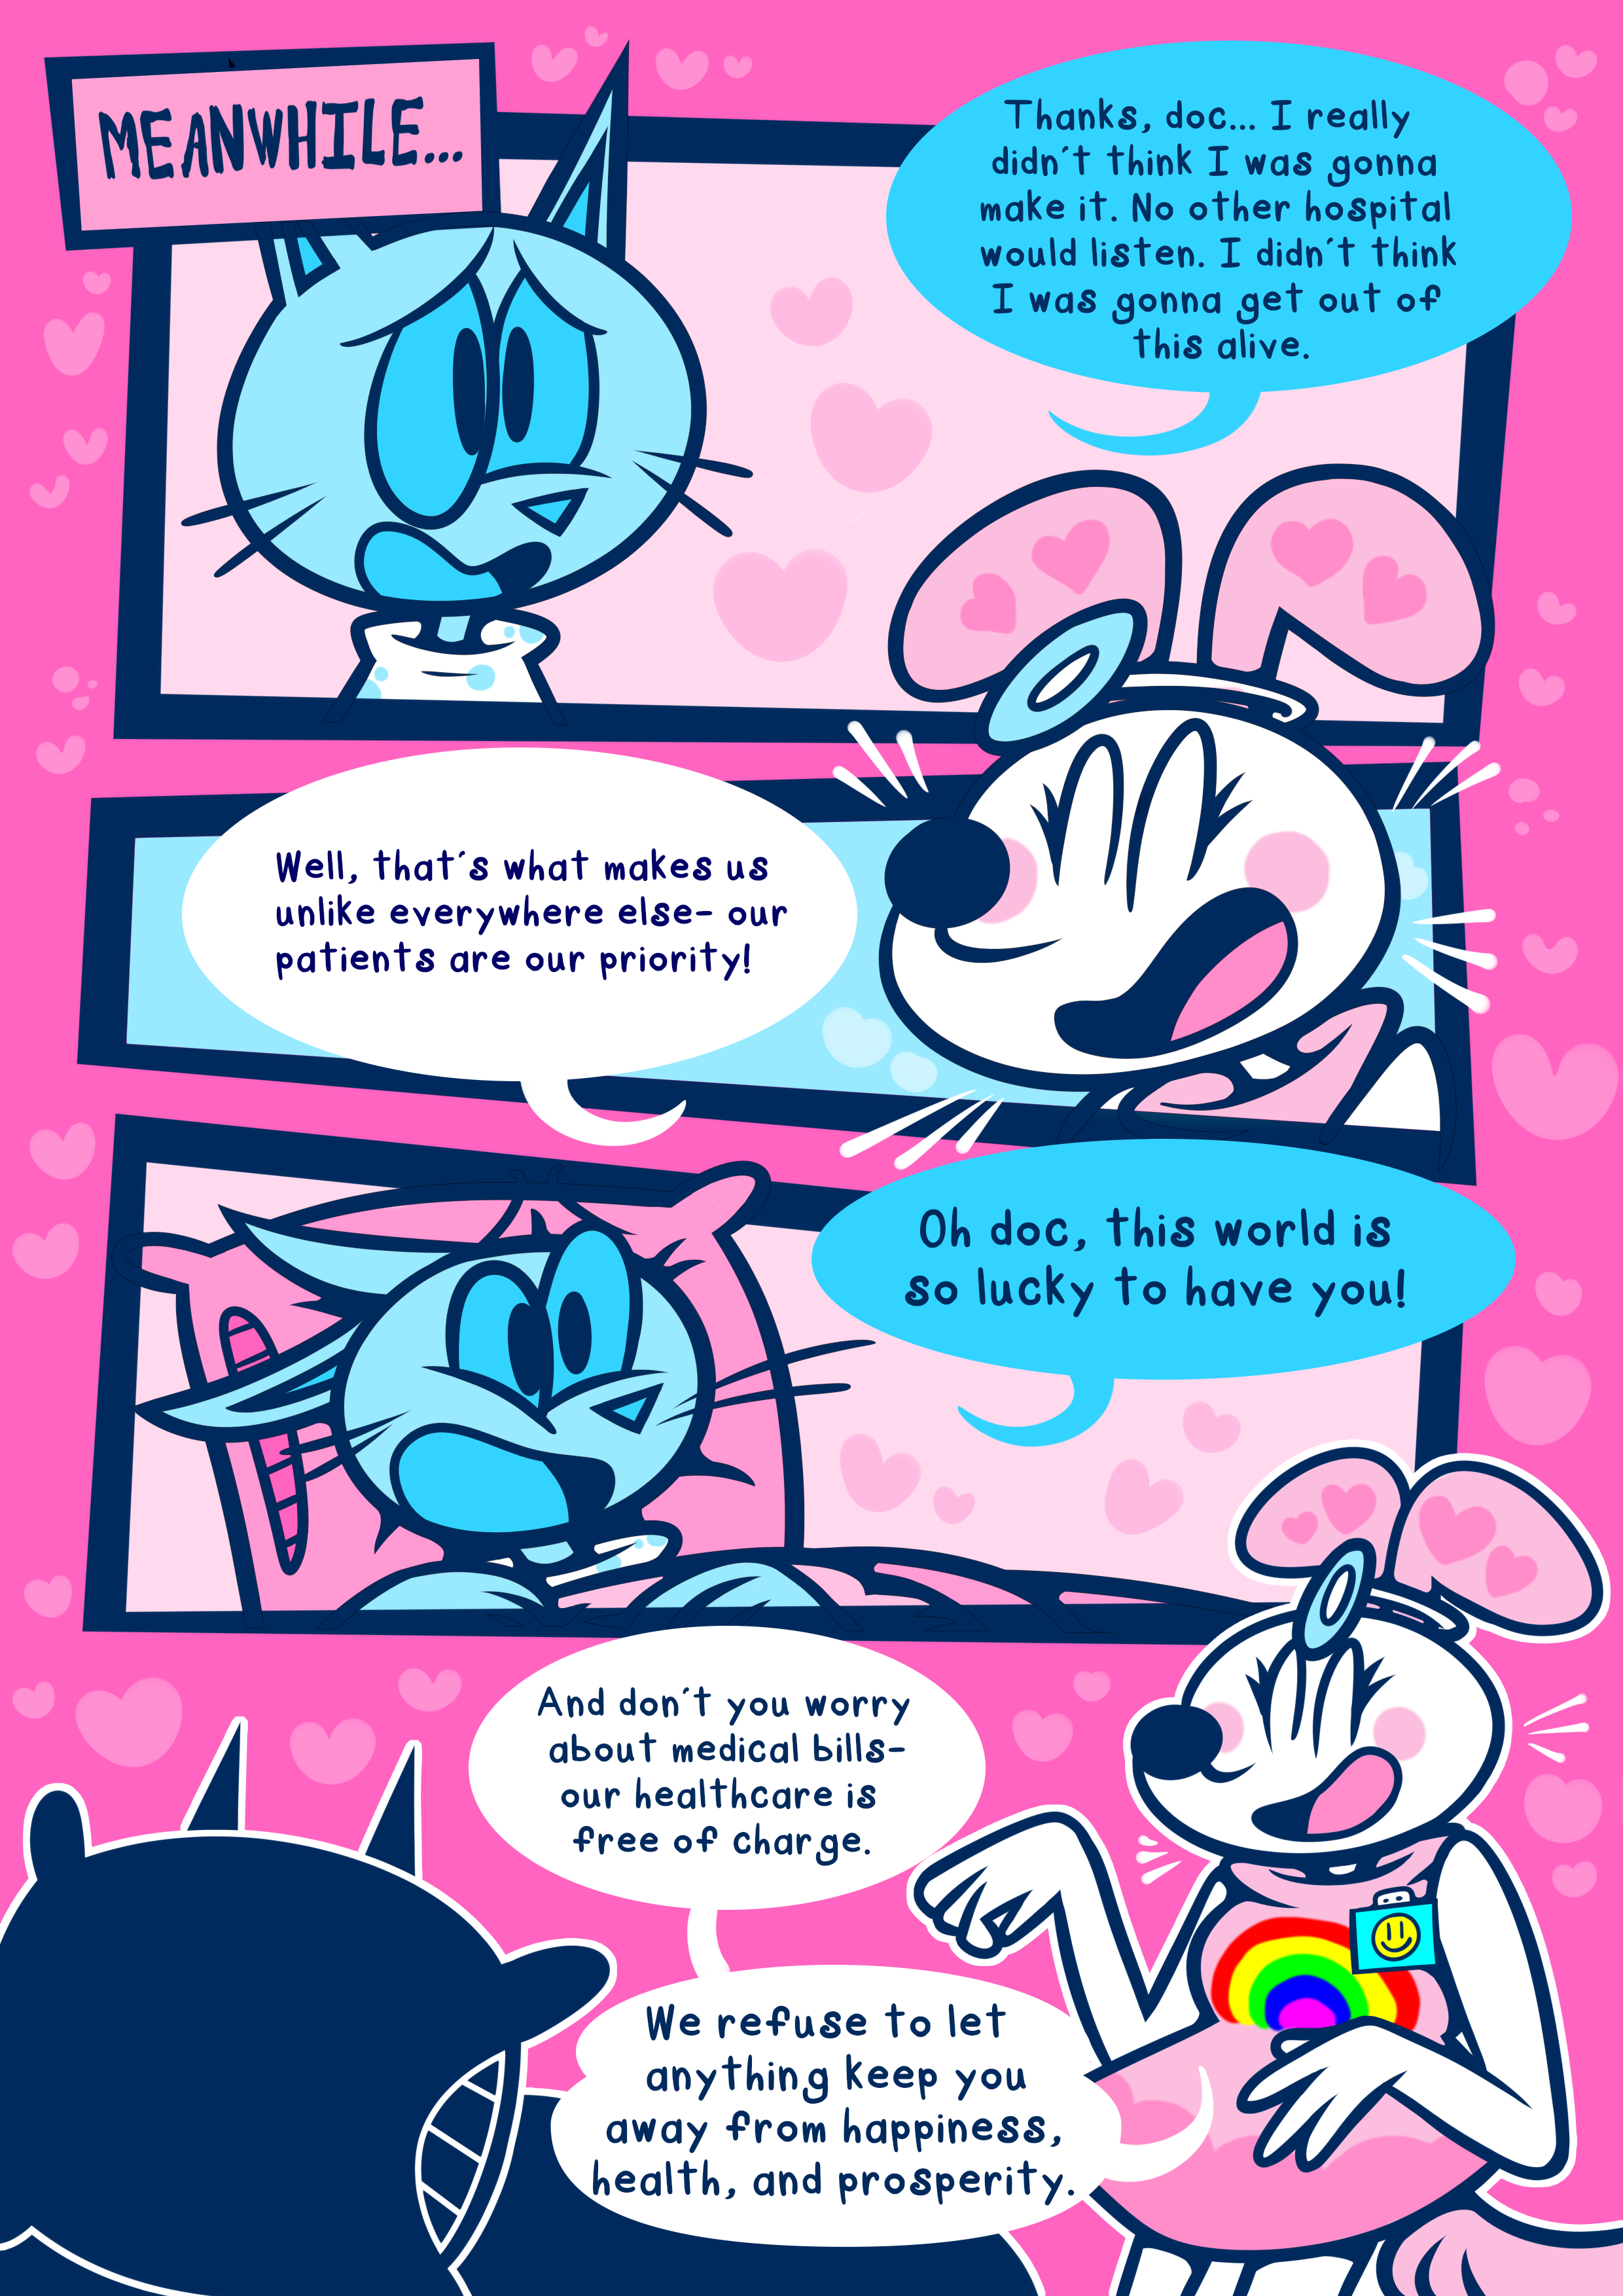 MEANWHILE...
Thanks, doc... I really
didn't think I was gonna
make it. No other hospital
would listen. I didn't think
I was gonna get out of
this alive.
Well, that's what makes us
unlike everywhere else- our
patients are our priority!
Oh doc, this world is
so lucky to have you!
And don't you worry
about medical bills-
our healthcare is
free of charge.
We refuse to let
anything keep you
away from happiness,
health, and prosperity.